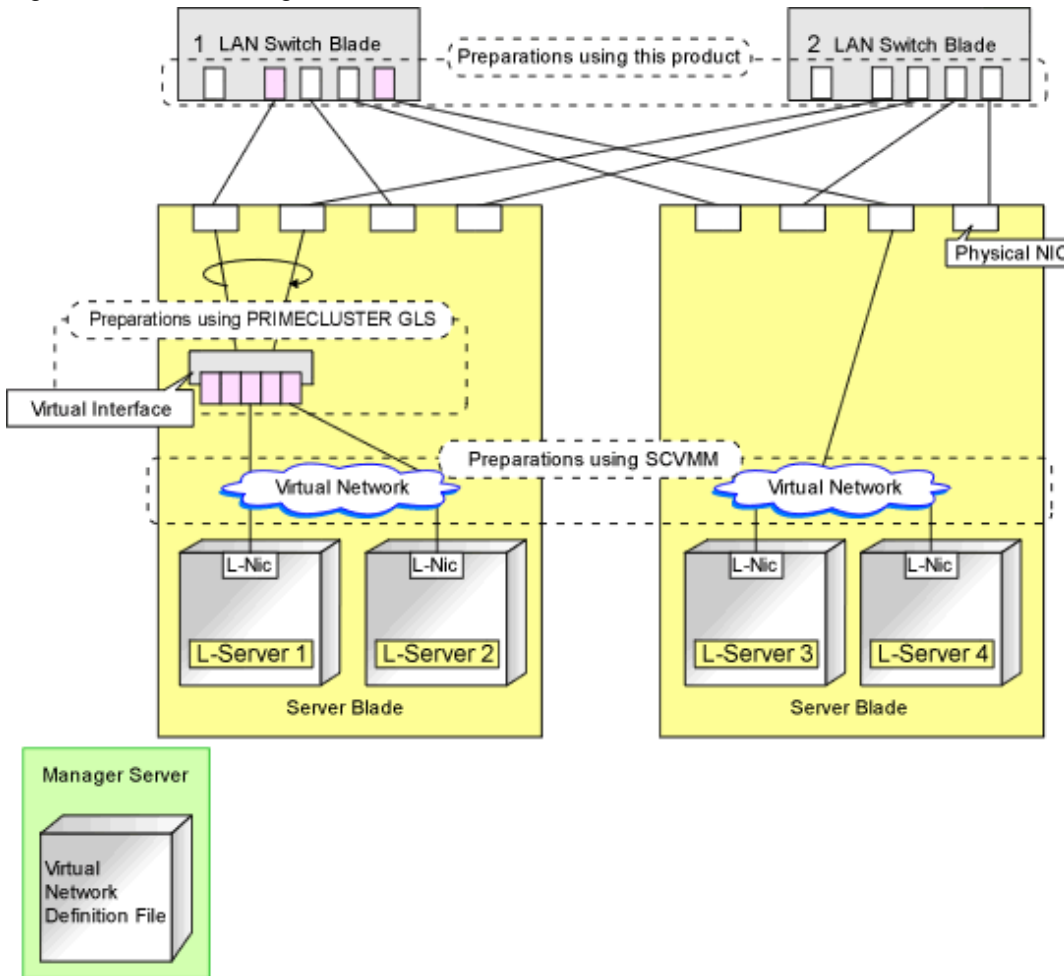 1 LAN Switch Blade
2 LAN Switch Blade
Preparations using this product
Physical NIC
Preparations using PRIMECLUSTER GLS
Virtual Interface
Preparations using SCVMM
Virtual Network
Virtual Network
L-Nic
L-Nic
L-Nic
L-Nic
L-Server 1
L-Server 2
L-Server 3
L-Server 4
Server Blade
Server Blade
Manager Server
Virtual
Network
Definition File